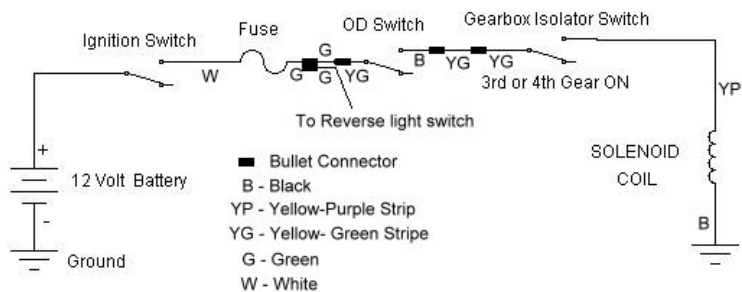 Gearbox Isolator Switch
Fuse
OD Switch
Ignition Switch
G
W
G
G
YG
B
YG
YG
3rd or 4th Gear ON
YP
To Reverse light switch
+
12 Volt Battery
-
Ground
Bullet Connector
B - Black
YP - Yellow-Purple Strip
YG - Yellow- Green Stripe
G - Green
W - White
SOLENOID
COIL
B